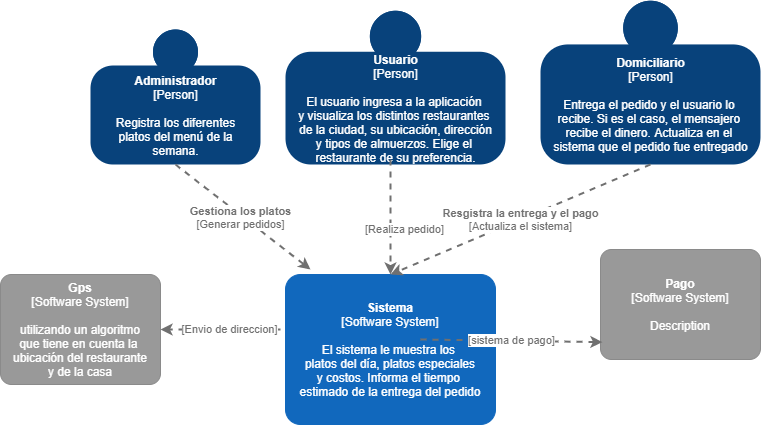 Administrador
[Person]
Registra los diferentes
platos del menú de la
semana.
Usuario
[Person]
El usuario ingresa a la aplicación
y visualiza los distintos restaurantes
de la ciudad, su ubicación, dirección
y tipos de almuerzos. Elige el
restaurante de su preferencia.
Domiciliario
[Person]
Entrega el pedido y el usuario lo
recibe. Si es el caso, el mensajero
recibe el dinero. Actualiza en el
sistema que el pedido fue entregado
Gestiona los platos
[Generar pedidos]
[Realiza pedido]
Resgistra la entrega y el pago
[Actualiza el sistema]
Gps
[Software System]
utilizando un algoritmo
que tiene en cuenta la
ubicación del restaurante
y de la casa
[Envio de direccion]
Sistema
[Software System]
El sistema le muestra los
platos del día, platos especiales
y costos. Informa el tiempo
estimado de la entrega del pedido
[sistema de pago]
Pago
[Software System]
Description